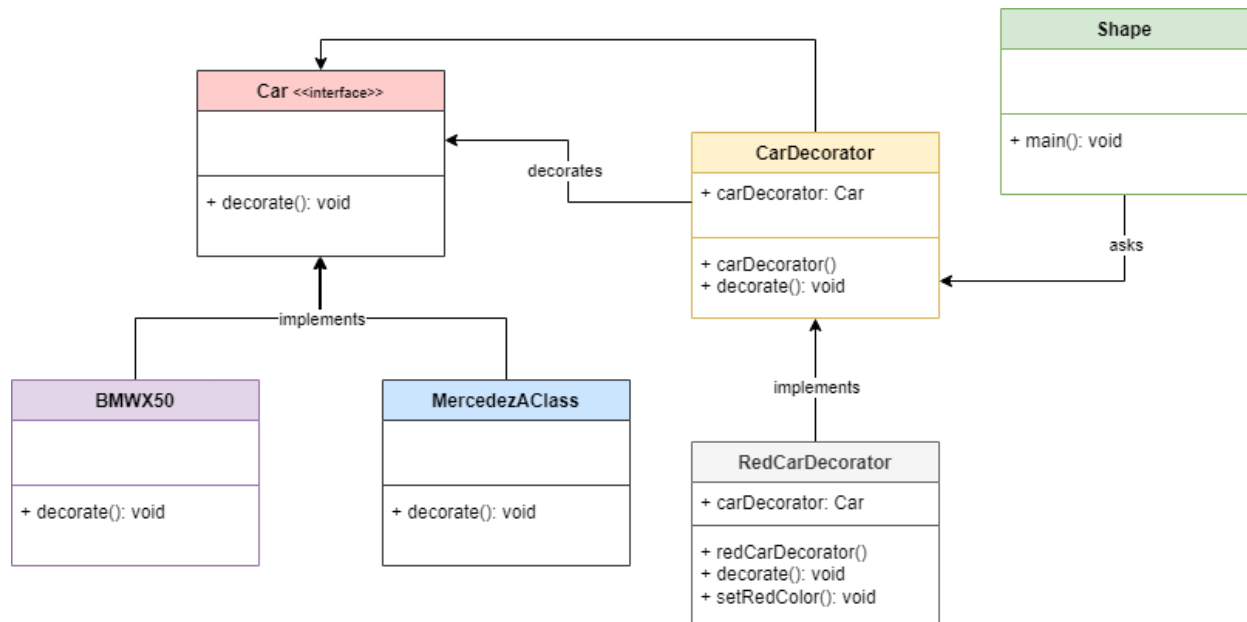 Shape
+ main(): void
Car <<interface>>
+ decorate(): void
decorates
CarDecorator
+ carDecorator: Car
+ carDecorator()
+ decorate(): void
asks
implements
BMWX50
+ decorate(): void
MercedezAClass
+ decorate(): void
implements
RedCarDecorator
+ carDecorator: Car
+ redCarDecorator()
+ decorate(): void
+ setRedColor(): void